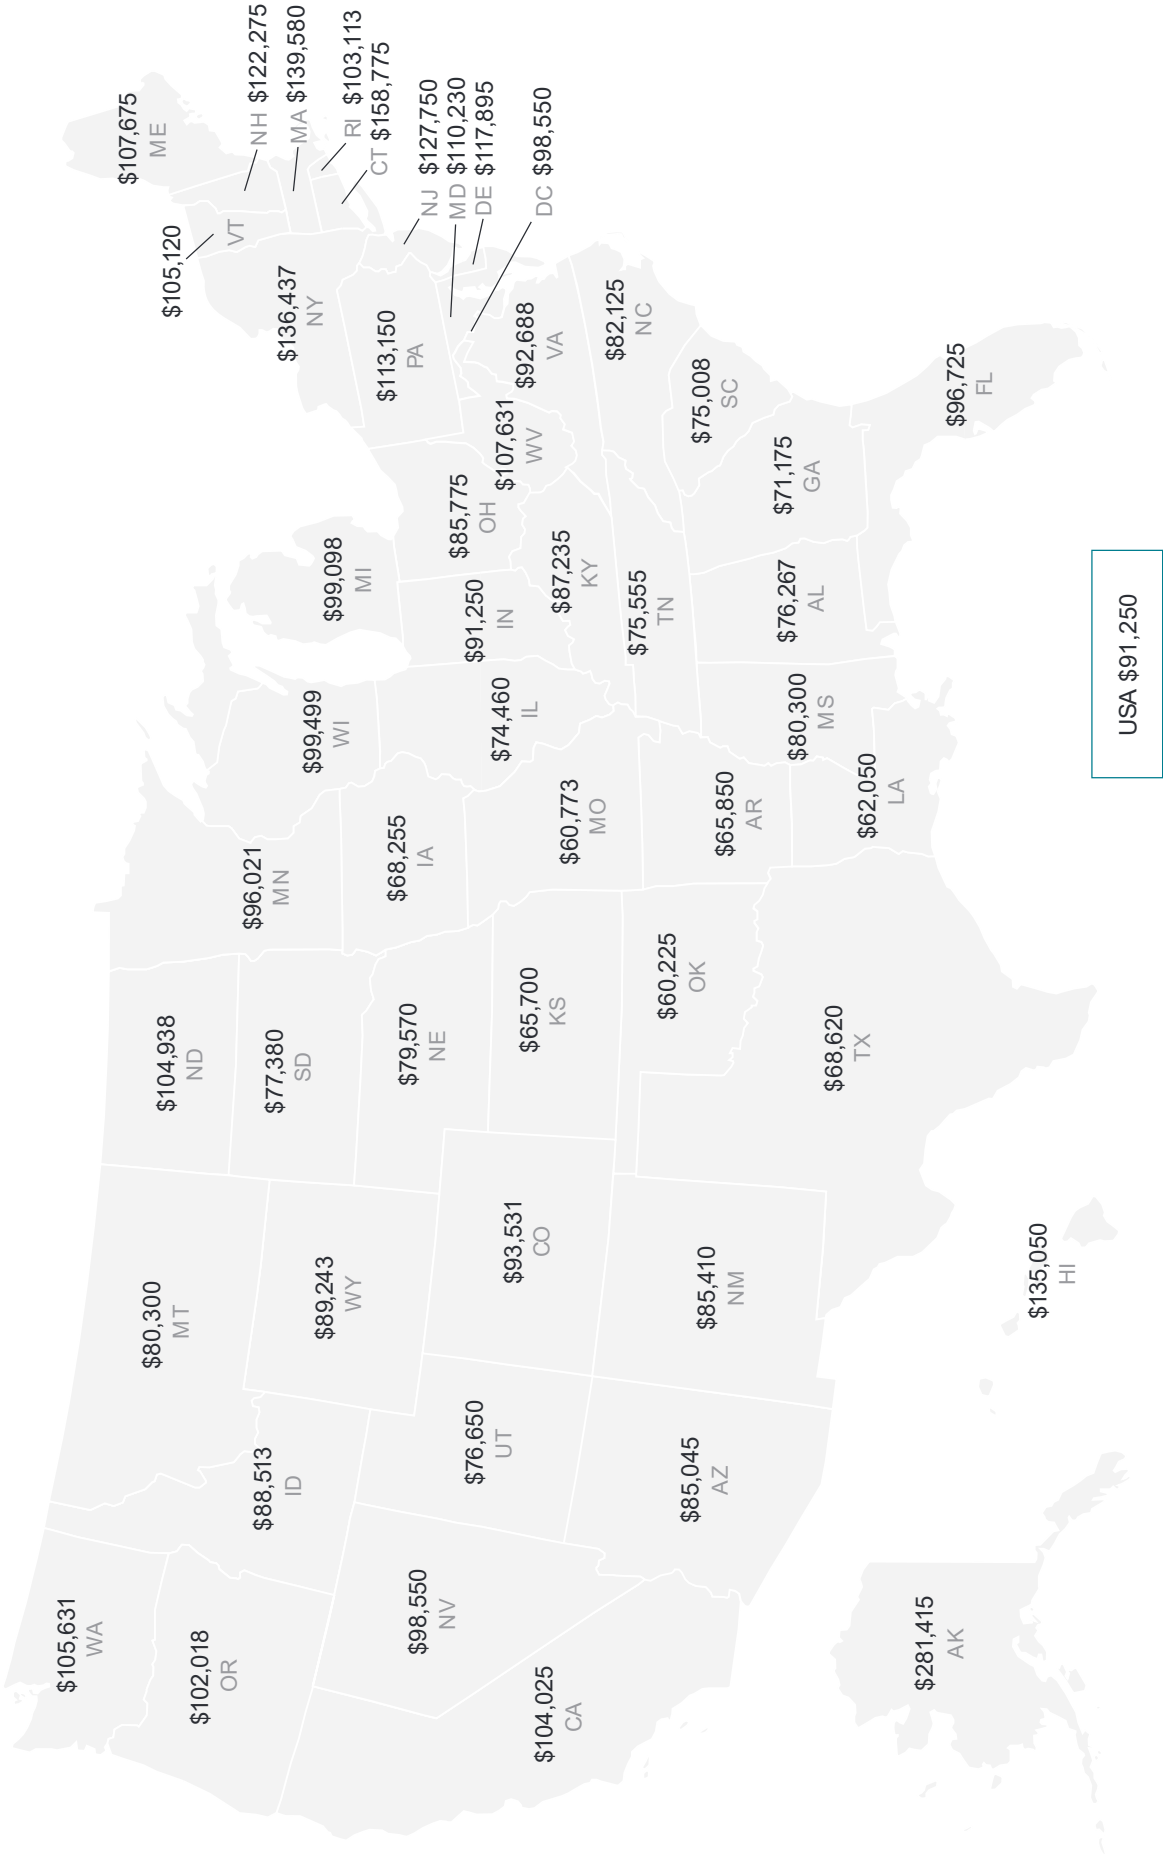 $105,631
WA
$102,018
OR
$104,025
CA
$98,550
NV
$88,513
ID
$80,300
MT
$89,243
WY
$76,650
UT
$85,045
AZ
$93,531
CO
$85,410
NM
$104,938
ND
$77,380
SD
$79,570
NE
$65,700
KS
$60,225
OK
$68,620
TX
$96,021
MN
$68,255
IA
$60,773
MO
$65,850
AR
$62,050
LA
$99,499
WI
$74,460
IL
$80,300
MS
$99,098
MI
$91,250
IN
$85,775
OH
$87,235
KY
$75,555
TN
$76,267
AL
$71,175
GA
$96,725
FL
$75,008
SC
$82,125
NC
$92,688
VA
$107,631
WV
$113,150
PA
$136,437
NY
$105,120
VT
$107,675
ME
NH $122,275
MA $139,580
RI $103,113
CT $158,775
NJ $127,750
MD $110,230
DE $117,895
DC $98,550
$281,415
AK
$135,050
HI
USA $91,250